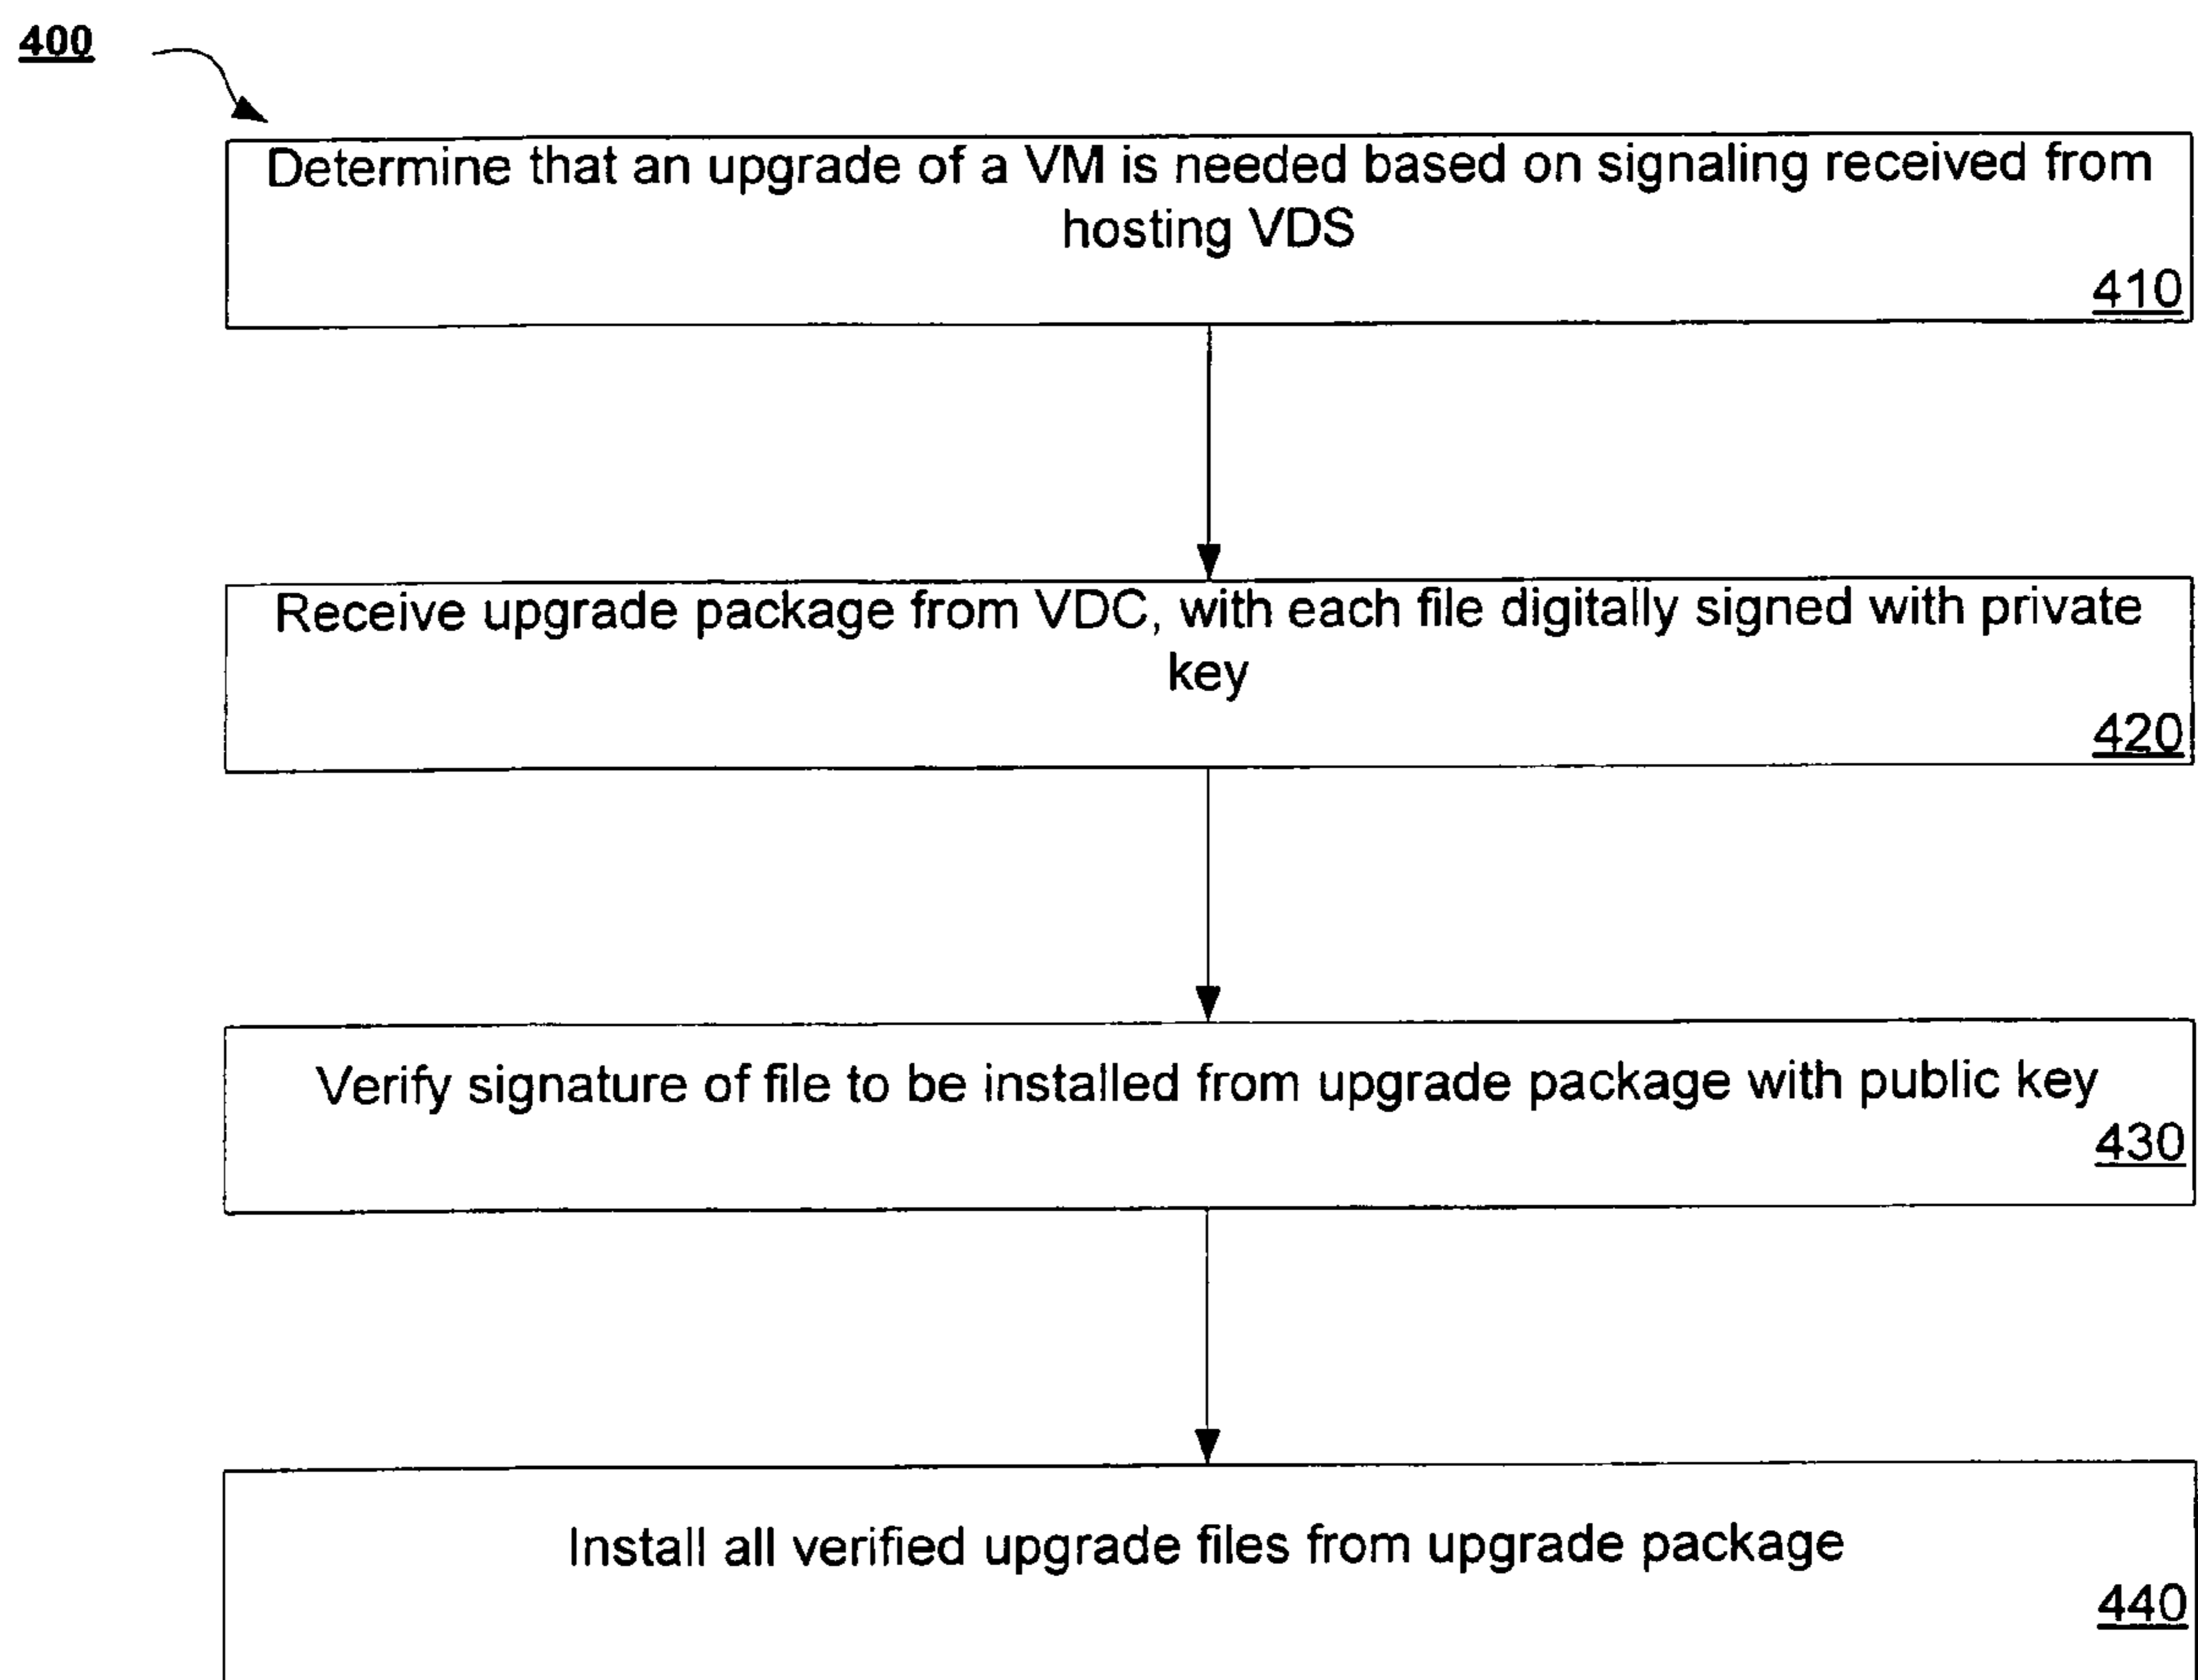 400
Determine that an upgrade of a VM is needed based on signaling received from
hosting VDS
410
Receive upgrade package from VDC, with each file digitally signed with private
key
420
Verify signature of file to be installed from upgrade package with public key
430
Install all verified upgrade files from upgrade package
440